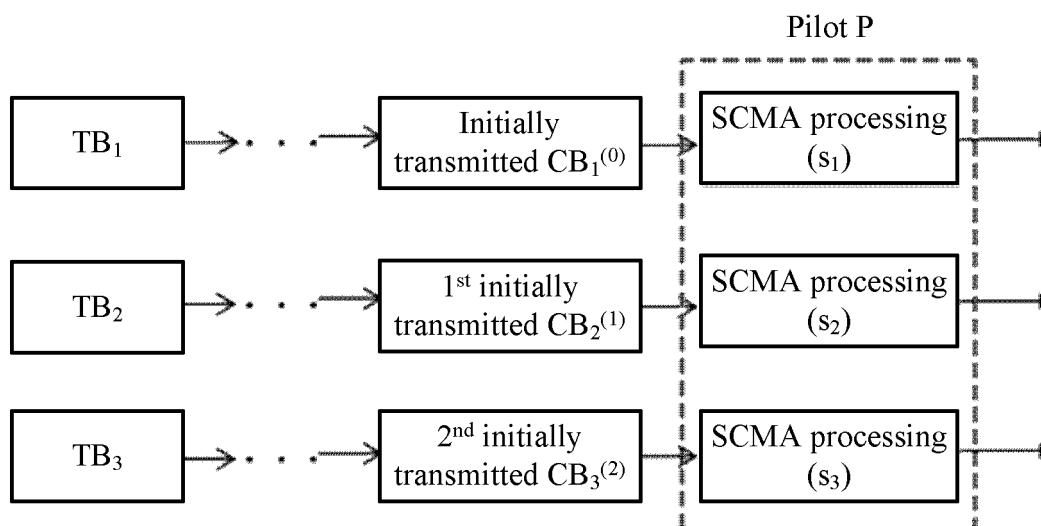 Pilot P
TB₁
. . .
Initially
transmitted CB₁⁽⁰⁾
SCMA processing
(s₁)
TB₂
. . .
1ˢᵗ initially
transmitted CB₂⁽¹⁾
SCMA processing
(s₂)
TB₃
. . .
2ⁿᵈ initially
transmitted CB₃⁽²⁾
SCMA processing
(s₃)